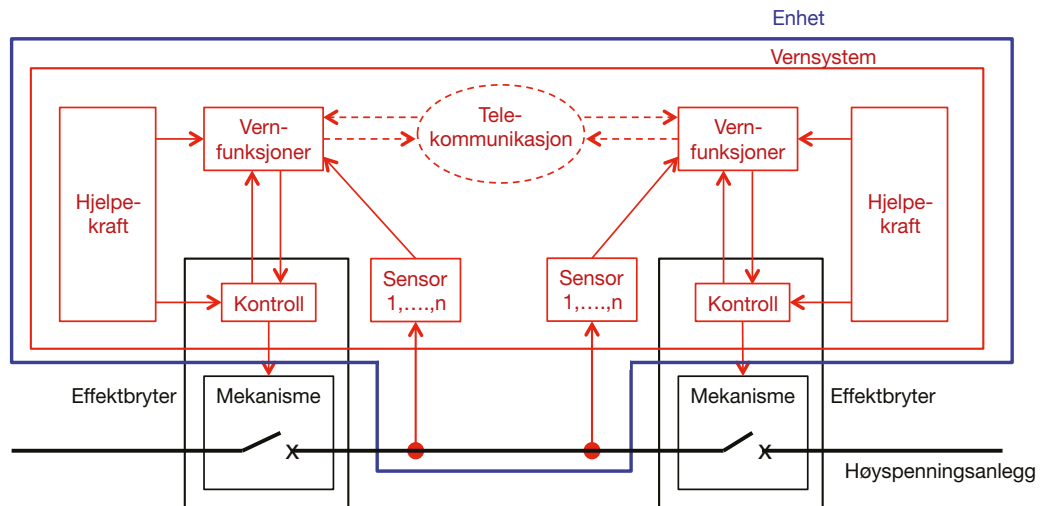 Enhet
Vernsystem
Hjelpe-
kraft
Vern-
funksjoner
Tele-
kommunikasjon
Vern-
funksjoner
Hjelpe-
kraft
Kontroll
Sensor
1,....,n
Sensor
1,....,n
Kontroll
Effektbryter
Mekanisme
Mekanisme
Effektbryter
x
x
Høyspenningsanlegg